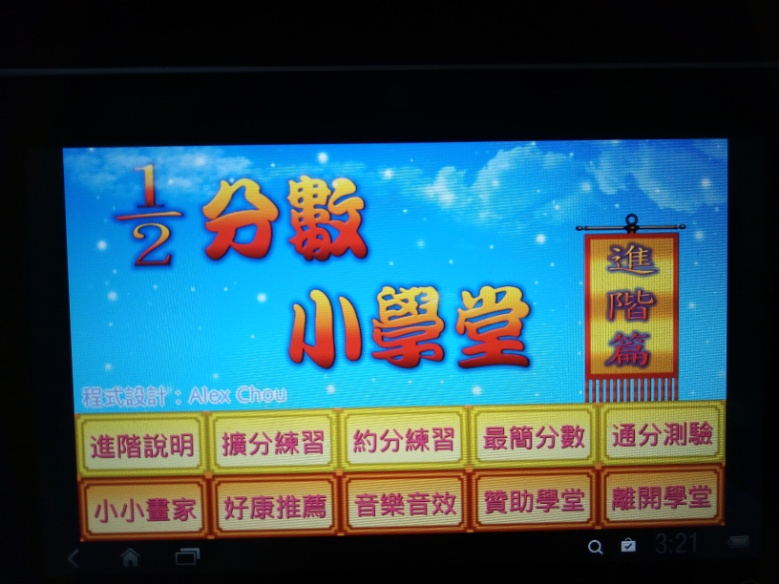 1/2 分數
小學堂
進階篇
程式設計：Alex Chou
進階說明 擴分練習 約分練習 最簡分數 通分測驗
小小畫家 好康推薦 音樂音效 贊助學堂 離開學堂
3:21